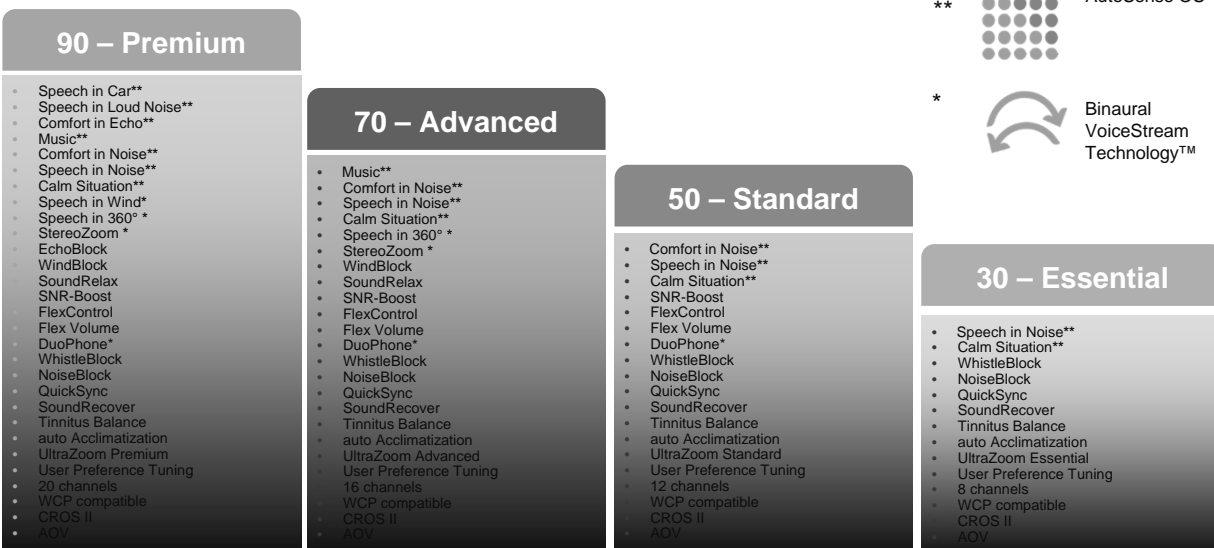 **
AutoSense OS
*
Binaural
VoiceStream
Technology™
90 – Premium
Speech in Car**
Speech in Loud Noise**
Comfort in Echo**
Music**
Comfort in Noise**
Speech in Noise**
Calm Situation**
Speech in Wind*
Speech in 360° *
StereoZoom *
EchoBlock
WindBlock
SoundRelax
SNR-Boost
FlexControl
Flex Volume
DuoPhone*
WhistleBlock
NoiseBlock
QuickSync
SoundRecover
Tinnitus Balance
auto Acclimatization
UltraZoom Premium
User Preference Tuning
20 channels
WCP compatible
CROS II
AOV
70 – Advanced
Music**
Comfort in Noise**
Speech in Noise**
Calm Situation**
Speech in 360° *
StereoZoom *
WindBlock
SoundRelax
SNR-Boost
FlexControl
Flex Volume
DuoPhone*
WhistleBlock
NoiseBlock
QuickSync
SoundRecover
Tinnitus Balance
auto Acclimatization
UltraZoom Advanced
User Preference Tuning
16 channels
WCP compatible
CROS II
AOV
50 – Standard
Comfort in Noise**
Speech in Noise**
Calm Situation**
SNR-Boost
FlexControl
Flex Volume
DuoPhone*
WhistleBlock
NoiseBlock
QuickSync
SoundRecover
Tinnitus Balance
auto Acclimatization
UltraZoom Standard
User Preference Tuning
12 channels
WCP compatible
CROS II
AOV
30 – Essential
Speech in Noise**
Calm Situation**
WhistleBlock
NoiseBlock
QuickSync
SoundRecover
Tinnitus Balance
auto Acclimatization
UltraZoom Essential
User Preference Tuning
8 channels
WCP compatible
CROS II
AOV